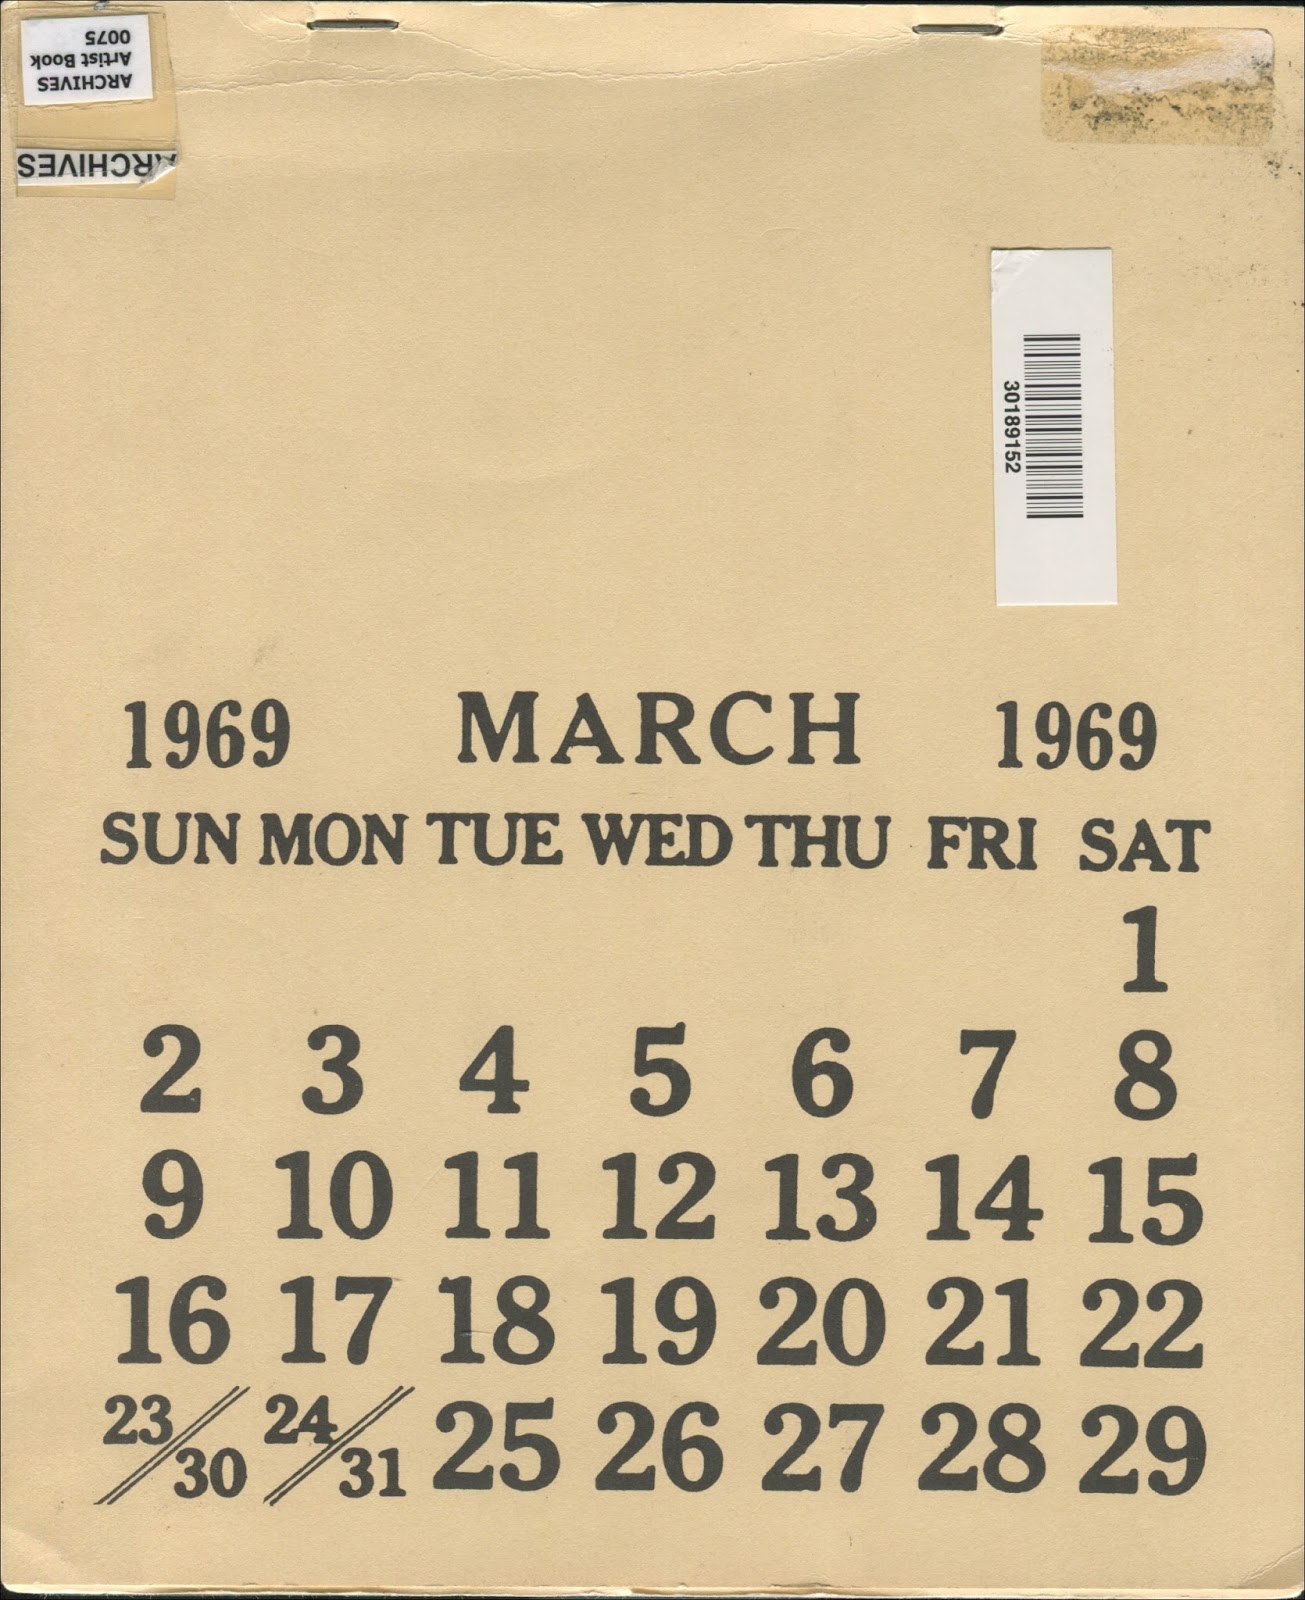 ARCHIVES
Artist Book
0075
ARCHIVES
30189152
1969 MARCH 1969
SUN MON TUE WED THU FRI SAT
1
2 3 4 5 6 7 8
9 10 11 12 13 14 15
16 17 18 19 20 21 22
23/30 24/31 25 26 27 28 29